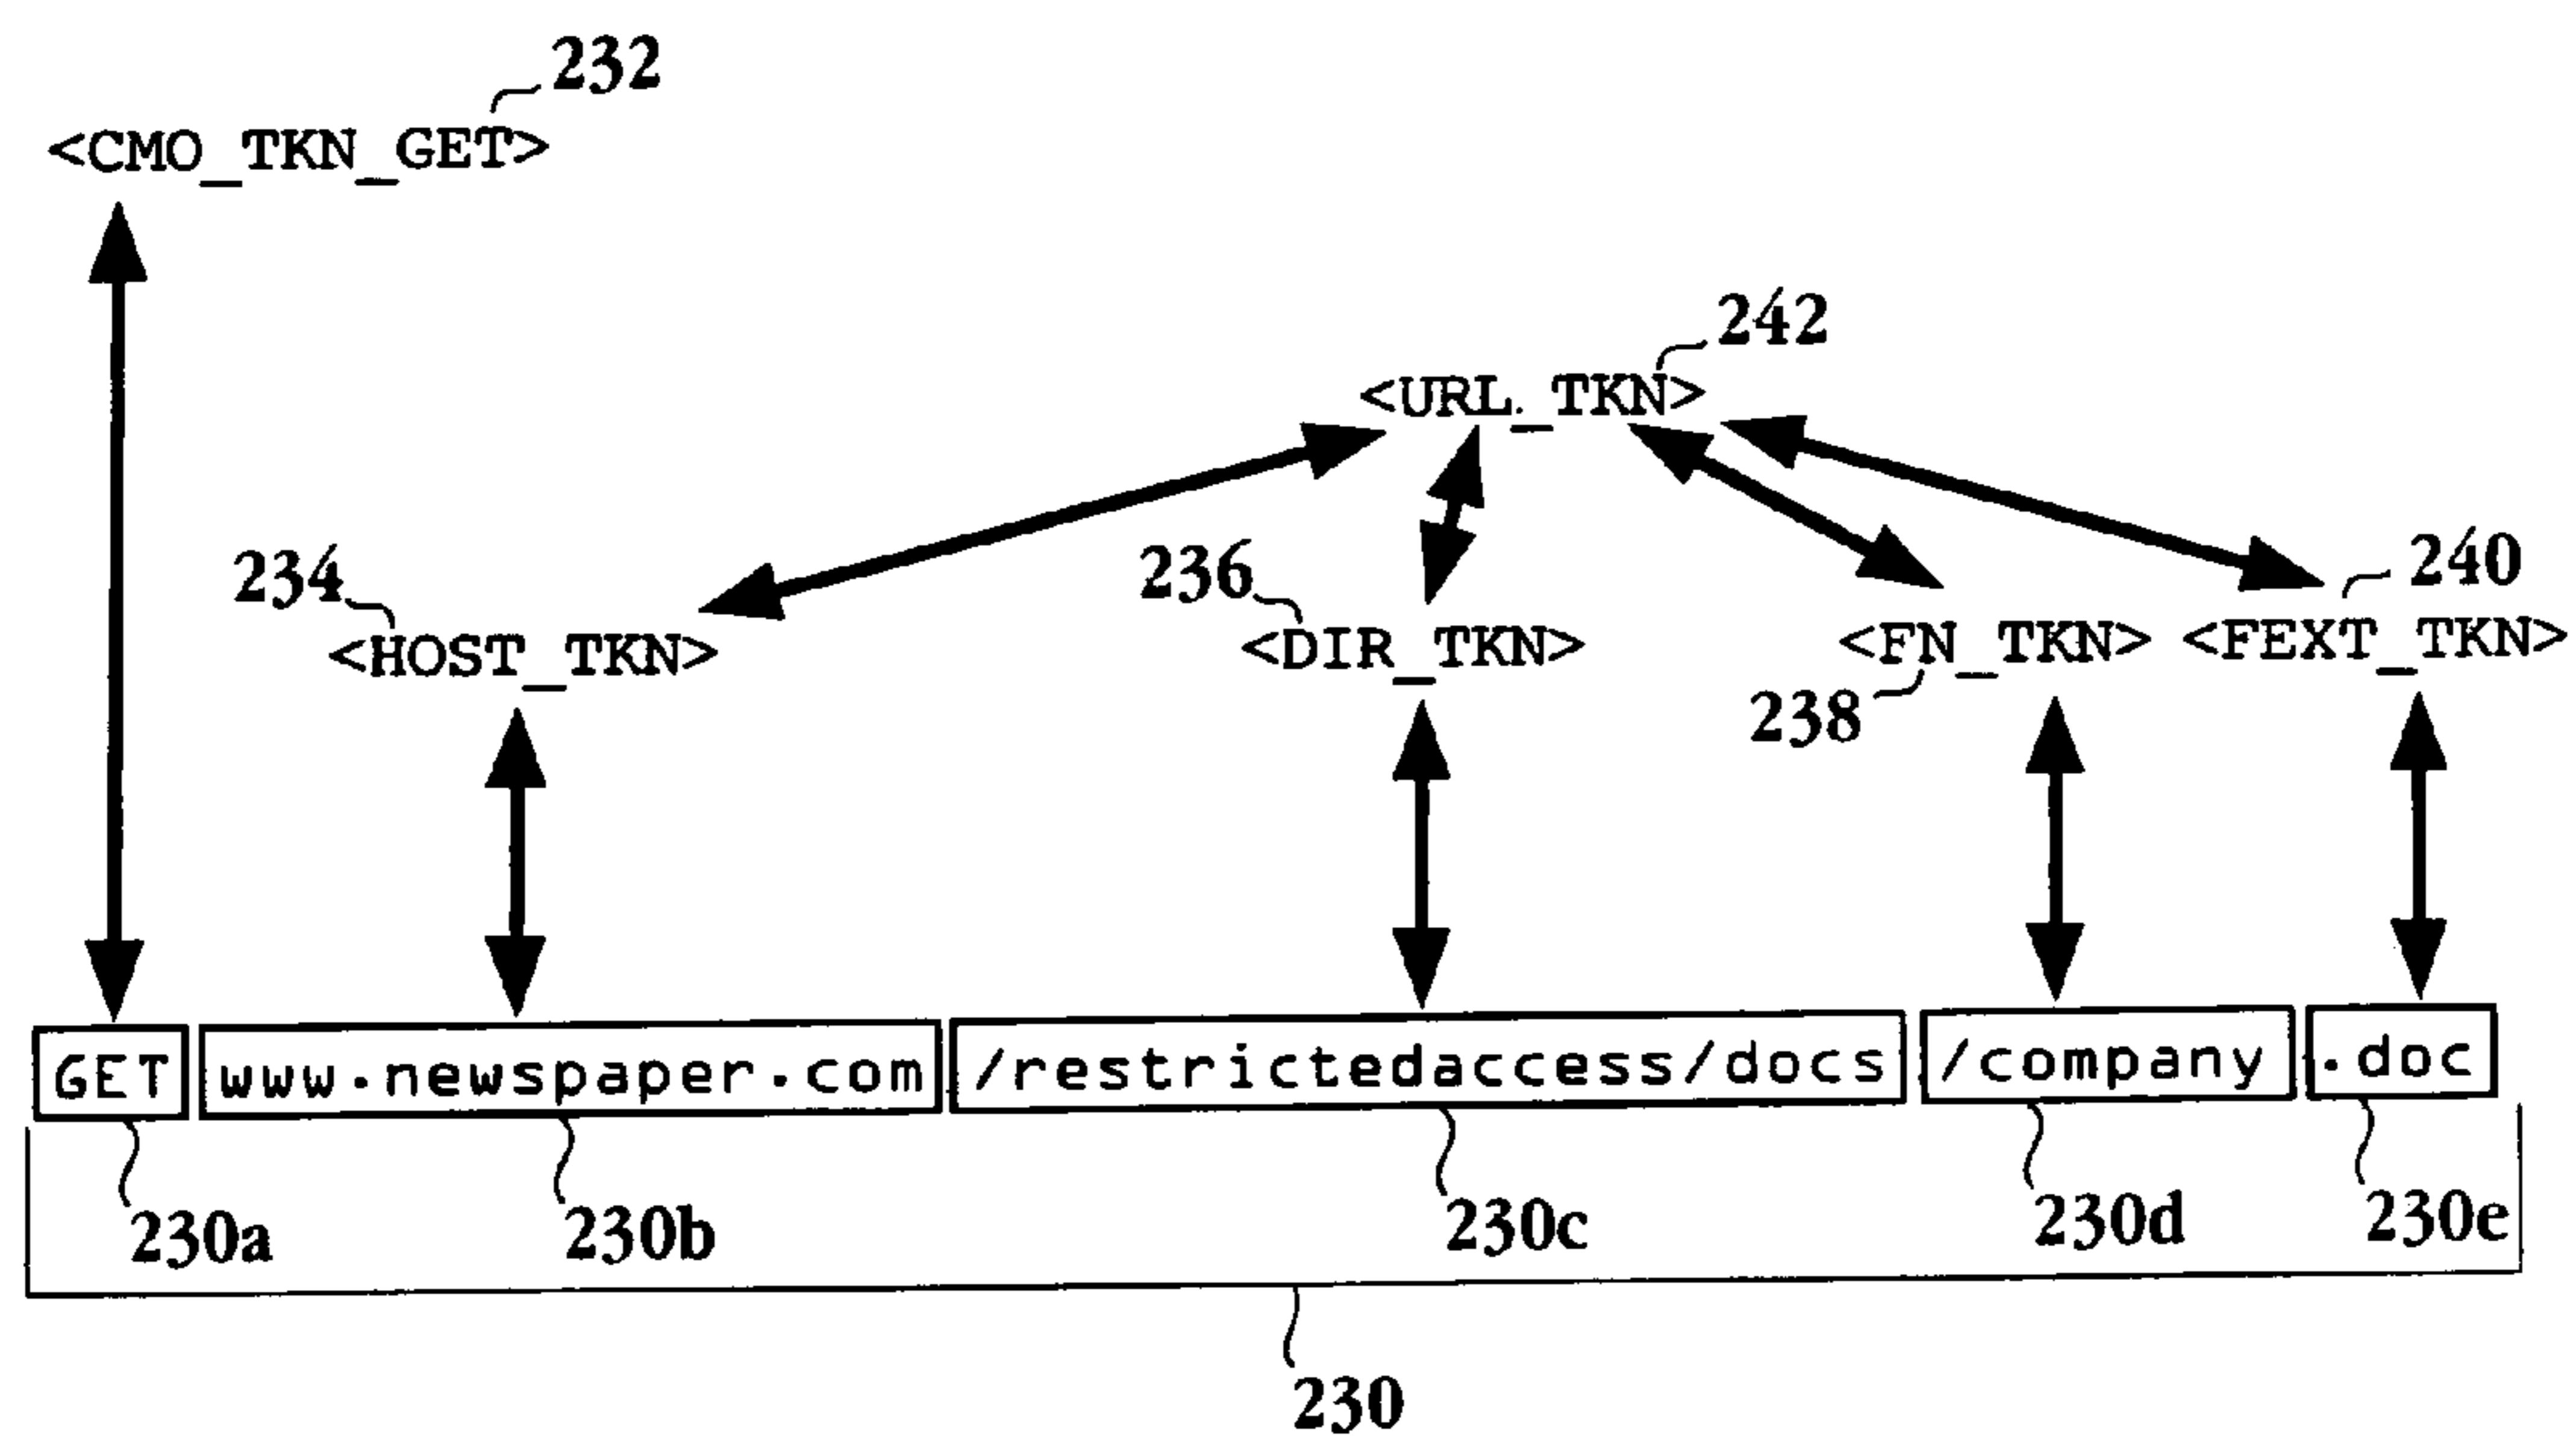 232
<CMO_TKN_GET>
242
<URL_TKN>
234
236
240
<HOST_TKN>
<DIR_TKN>
<FN_TKN>
<FEXT_TKN>
238
GET www.newspaper.com /restrictedaccess/docs /company .doc
230a
230b
230c
230d
230e
230